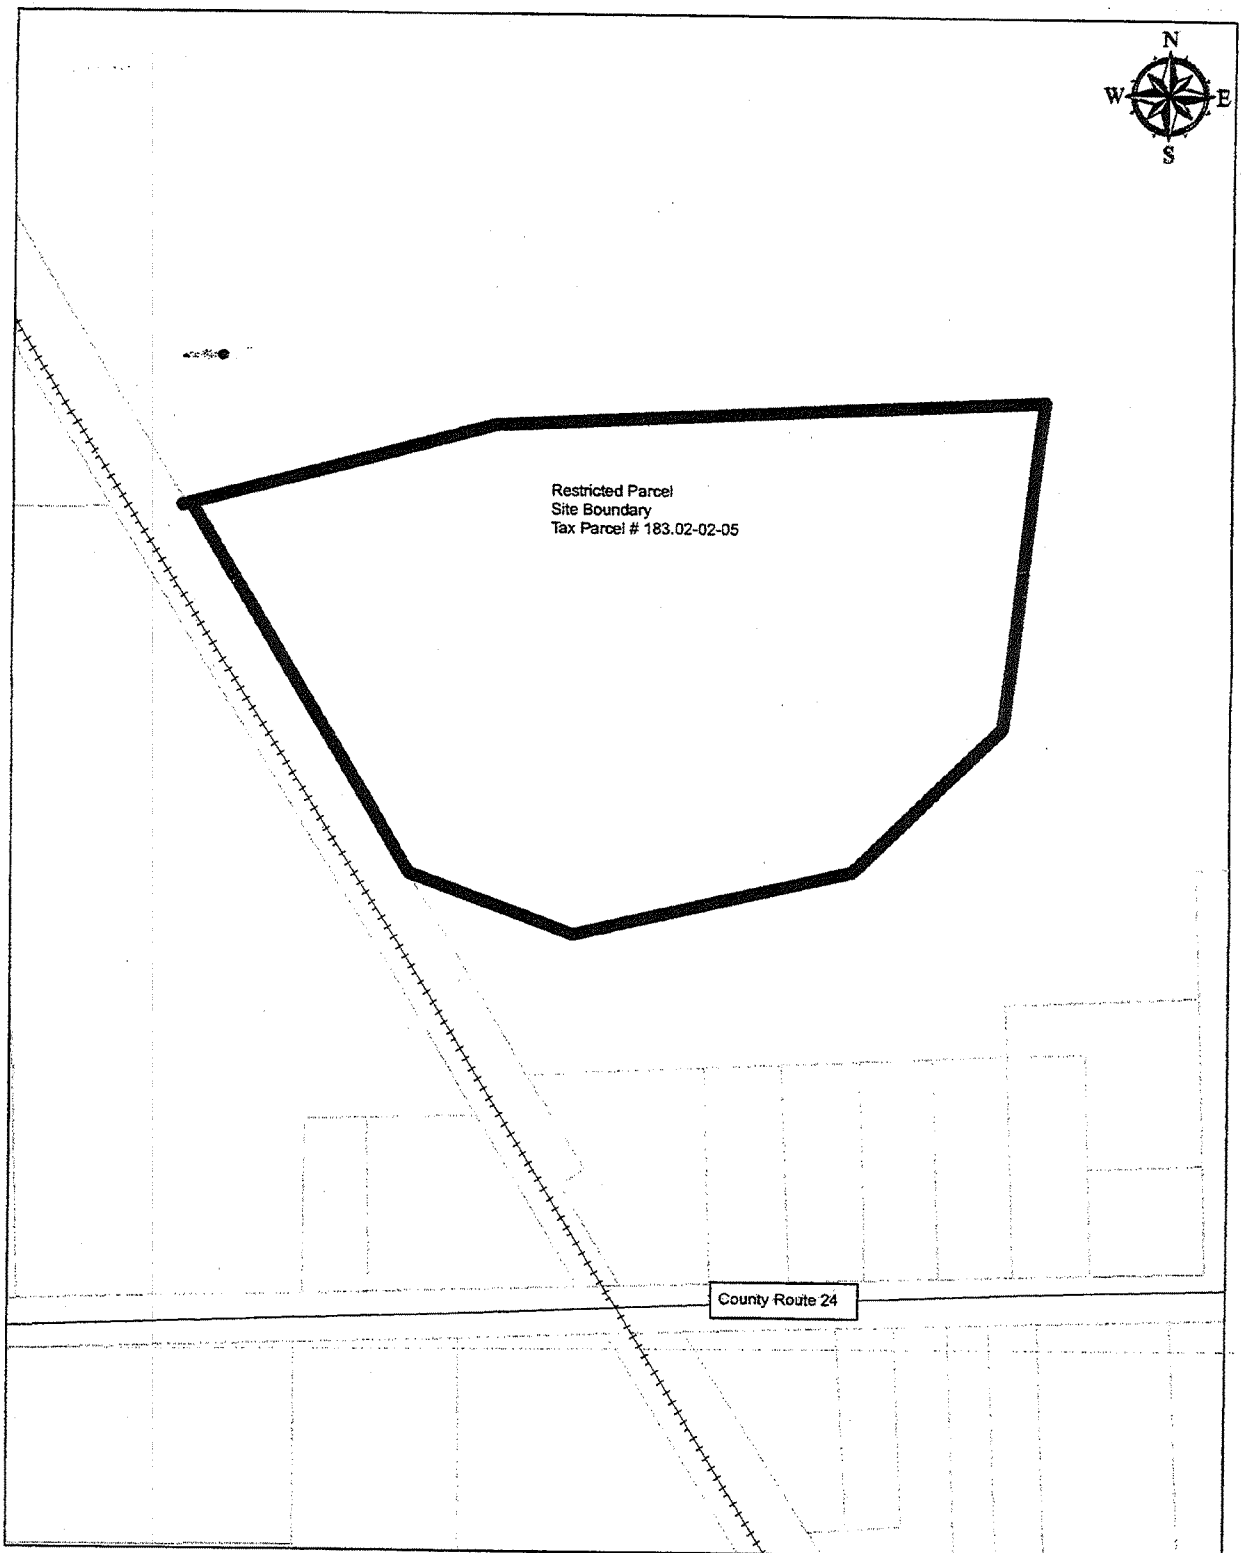 N
W E
S
Restricted Parcel
Site Boundary
Tax Parcel # 183.02-02-05
County Route 24